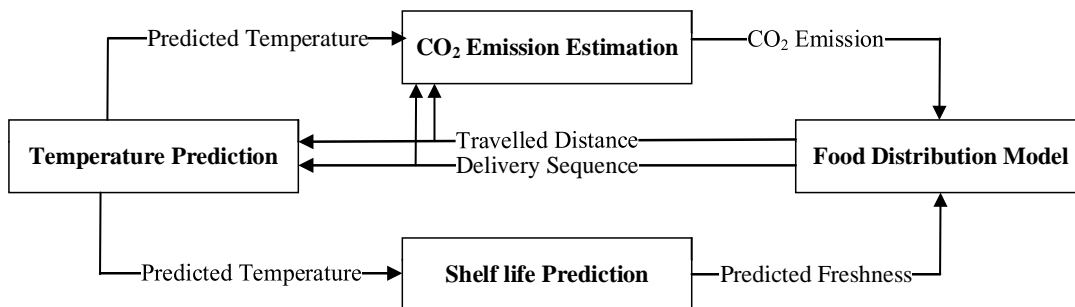 Predicted Temperature
CO₂ Emission Estimation
CO₂ Emission
Temperature Prediction
Travelled Distance
Delivery Sequence
Food Distribution Model
Predicted Temperature
Shelf life Prediction
Predicted Freshness